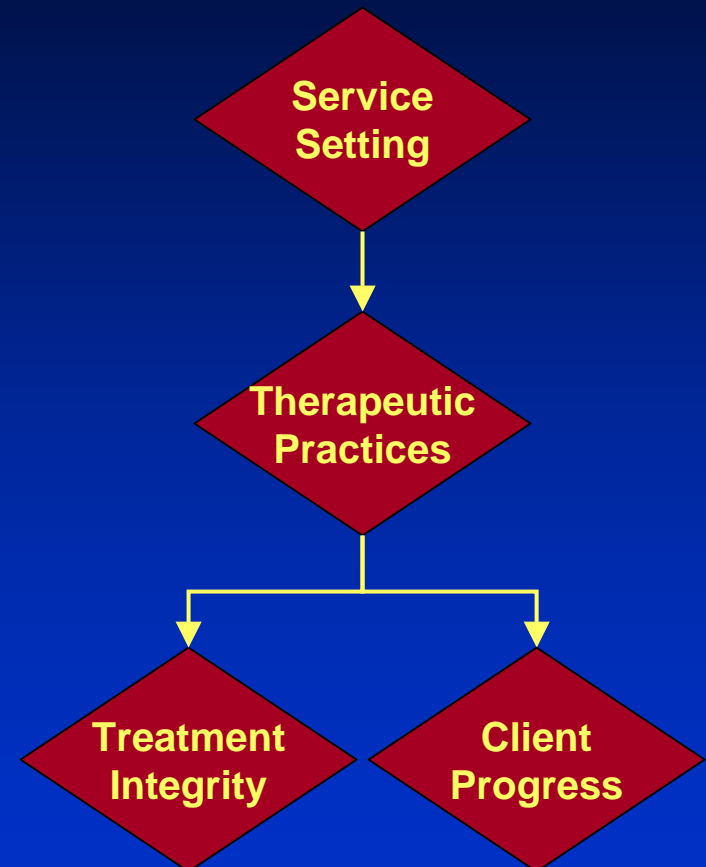 Service
Setting
Therapeutic
Practices
Treatment
Integrity
Client
Progress